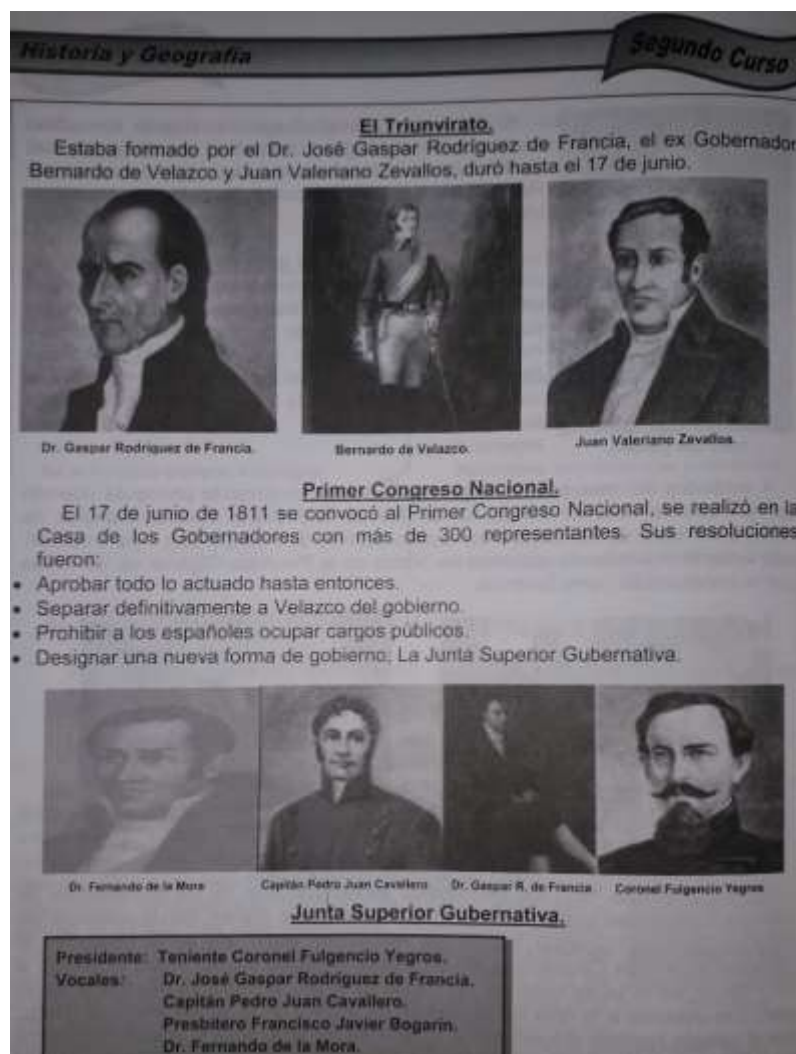 Historia y Geografía
Segundo Curso
El Triunvirato.
Estaba formado por el Dr. José Gaspar Rodríguez de Francia, el ex Gobernador
Bernardo de Velazco y Juan Valeriano Zevallos, duró hasta el 17 de junio.
Dr. Gaspar Rodríguez de Francia.
Bernardo de Velazco.
Juan Valeriano Zevallos.
Primer Congreso Nacional.
El 17 de junio de 1811 se convocó al Primer Congreso Nacional, se realizó en la
Casa de los Gobernadores con más de 300 representantes. Sus resoluciones
fueron:
• Aprobar todo lo actuado hasta entonces.
• Separar definitivamente a Velazco del gobierno.
• Prohibir a los españoles ocupar cargos públicos.
• Designar una nueva forma de gobierno; La Junta Superior Gubernativa.
Dr. Fernando de la Mora
Capitán Pedro Juan Cavallero
Dr. Gaspar R. de Francia
Coronel Fulgencio Yegros
Junta Superior Gubernativa.
Presidente: Teniente Coronel Fulgencio Yegros.
Vocales: Dr. José Gaspar Rodríguez de Francia.
Capitán Pedro Juan Cavallero.
Presbítero Francisco Javier Bogarín.
Dr. Fernando de la Mora.